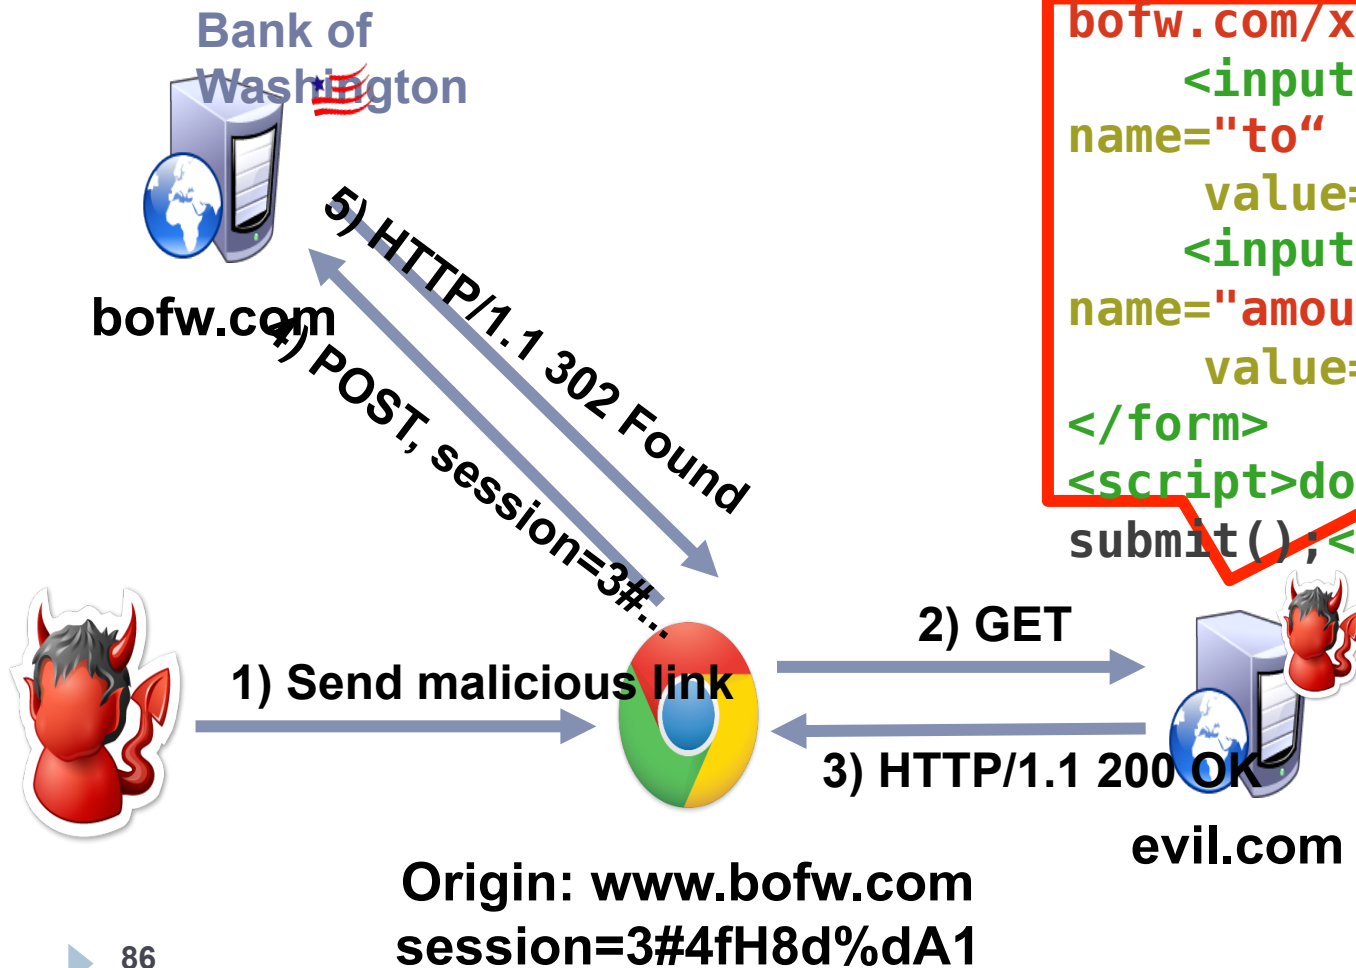 Bank of
Washington
bofw.com
5) HTTP/1.1 302 Found
4) POST, session=3#...
1) Send malicious link
2) GET
3) HTTP/1.1 200 OK
evil.com
Origin: www.bofw.com
session=3#4fH8d%dA1
86
bofw.com/x
<input
name="to“
value=
<input
name="amou
value=
</form>
<script>do
submit();<